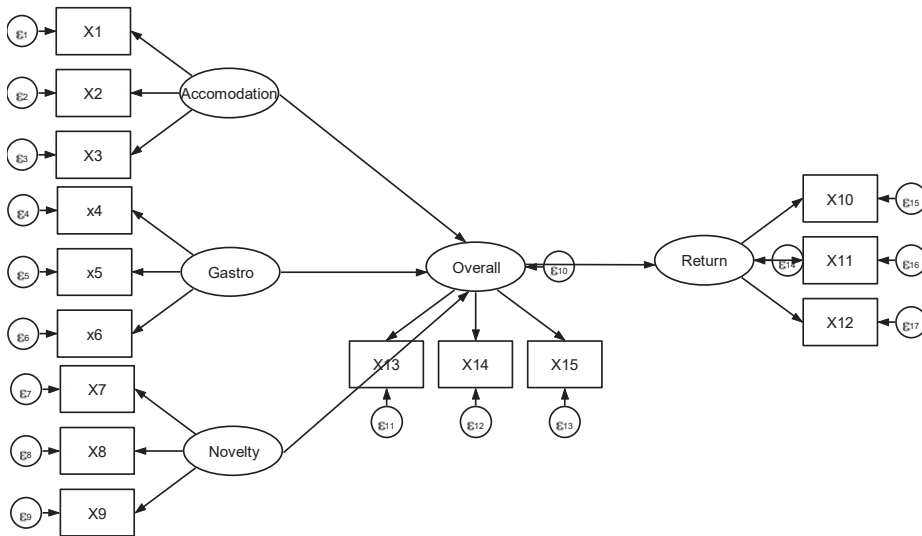 ε1
X1
ε2
X2
Accomodation
ε3
X3
ε4
x4
ε5
x5
Gastro
ε6
x6
ε7
X7
ε8
X8
Novelty
ε9
X9
Overall
ε10
X13
X14
X15
ε11
ε12
ε13
Return
ε14
X10
ε15
X11
ε16
X12
ε17